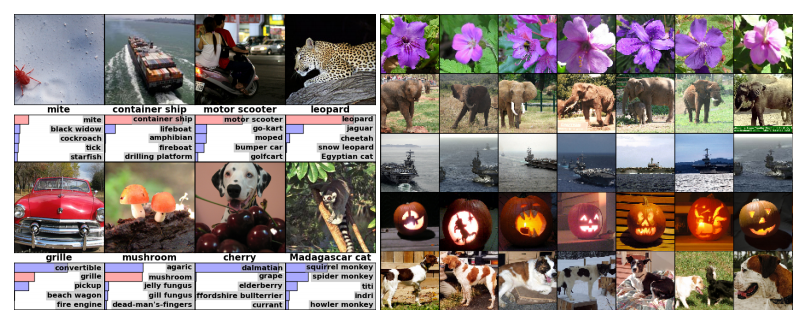 mite container ship motor scooter leopard
mite container ship motor scooter leopard
black widow lifeboat go-kart jaguar
cockroach amphibian moped cheetah
tick fireboat bumper car snow leopard
starfish drilling platform golfcart Egyptian cat
grille mushroom cherry Madagascar cat
convertible agaric dalmatian squirrel monkey
grille mushroom grape spider monkey
pickup jelly fungus elderberry titi
beach wagon gill fungus ffordshire bullterrier indri
fire engine dead-man's-fingers currant howler monkey